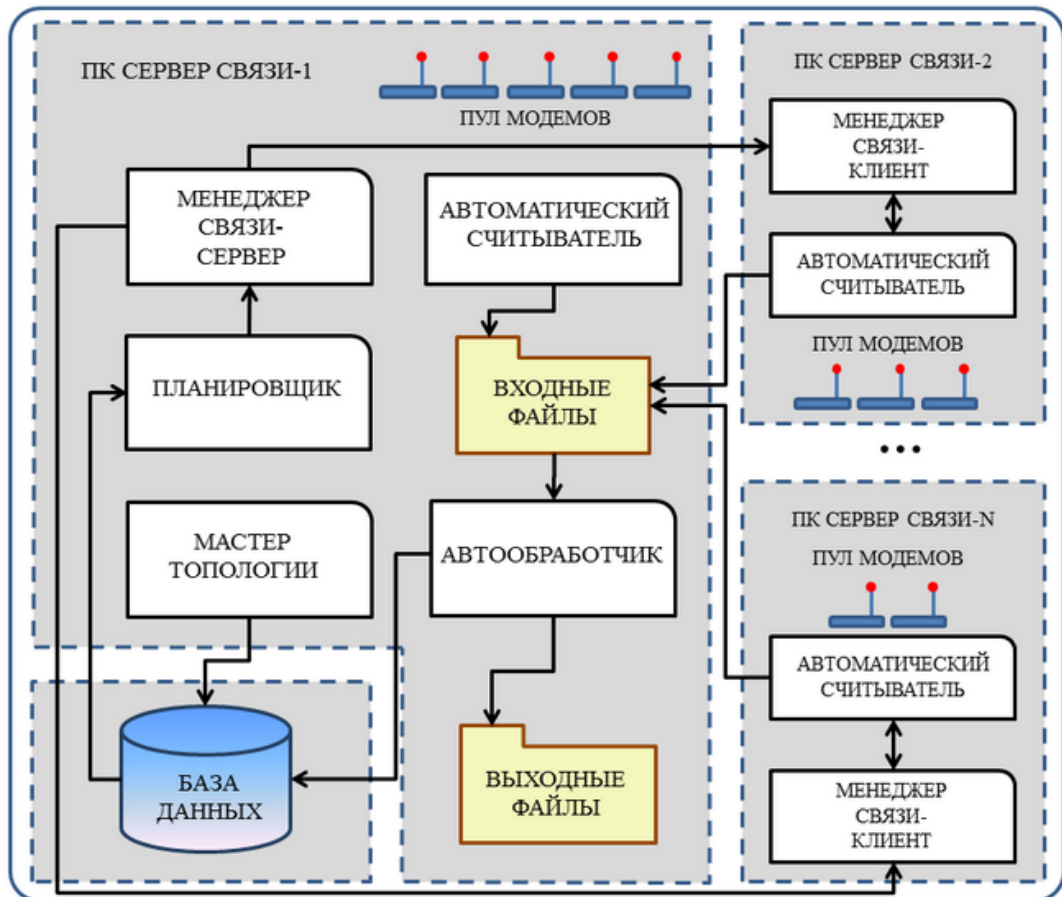 ПК СЕРВЕР СВЯЗИ-1
ПУЛ МОДЕМОВ
МЕНЕДЖЕР
СВЯЗИ-
СЕРВЕР
АВТОМАТИЧЕСКИЙ
СЧИТЫВАТЕЛЬ
ПЛАНИРОВЩИК
ВХОДНЫЕ
ФАЙЛЫ
МАСТЕР
ТОПОЛОГИИ
АВТООБРАБОТЧИК
БАЗА
ДАННЫХ
ВЫХОДНЫЕ
ФАЙЛЫ
ПК СЕРВЕР СВЯЗИ-2
МЕНЕДЖЕР
СВЯЗИ-
КЛИЕНТ
АВТОМАТИЧЕСКИЙ
СЧИТЫВАТЕЛЬ
ПУЛ МОДЕМОВ
...
ПК СЕРВЕР СВЯЗИ-N
ПУЛ МОДЕМОВ
АВТОМАТИЧЕСКИЙ
СЧИТЫВАТЕЛЬ
МЕНЕДЖЕР
СВЯЗИ-
КЛИЕНТ